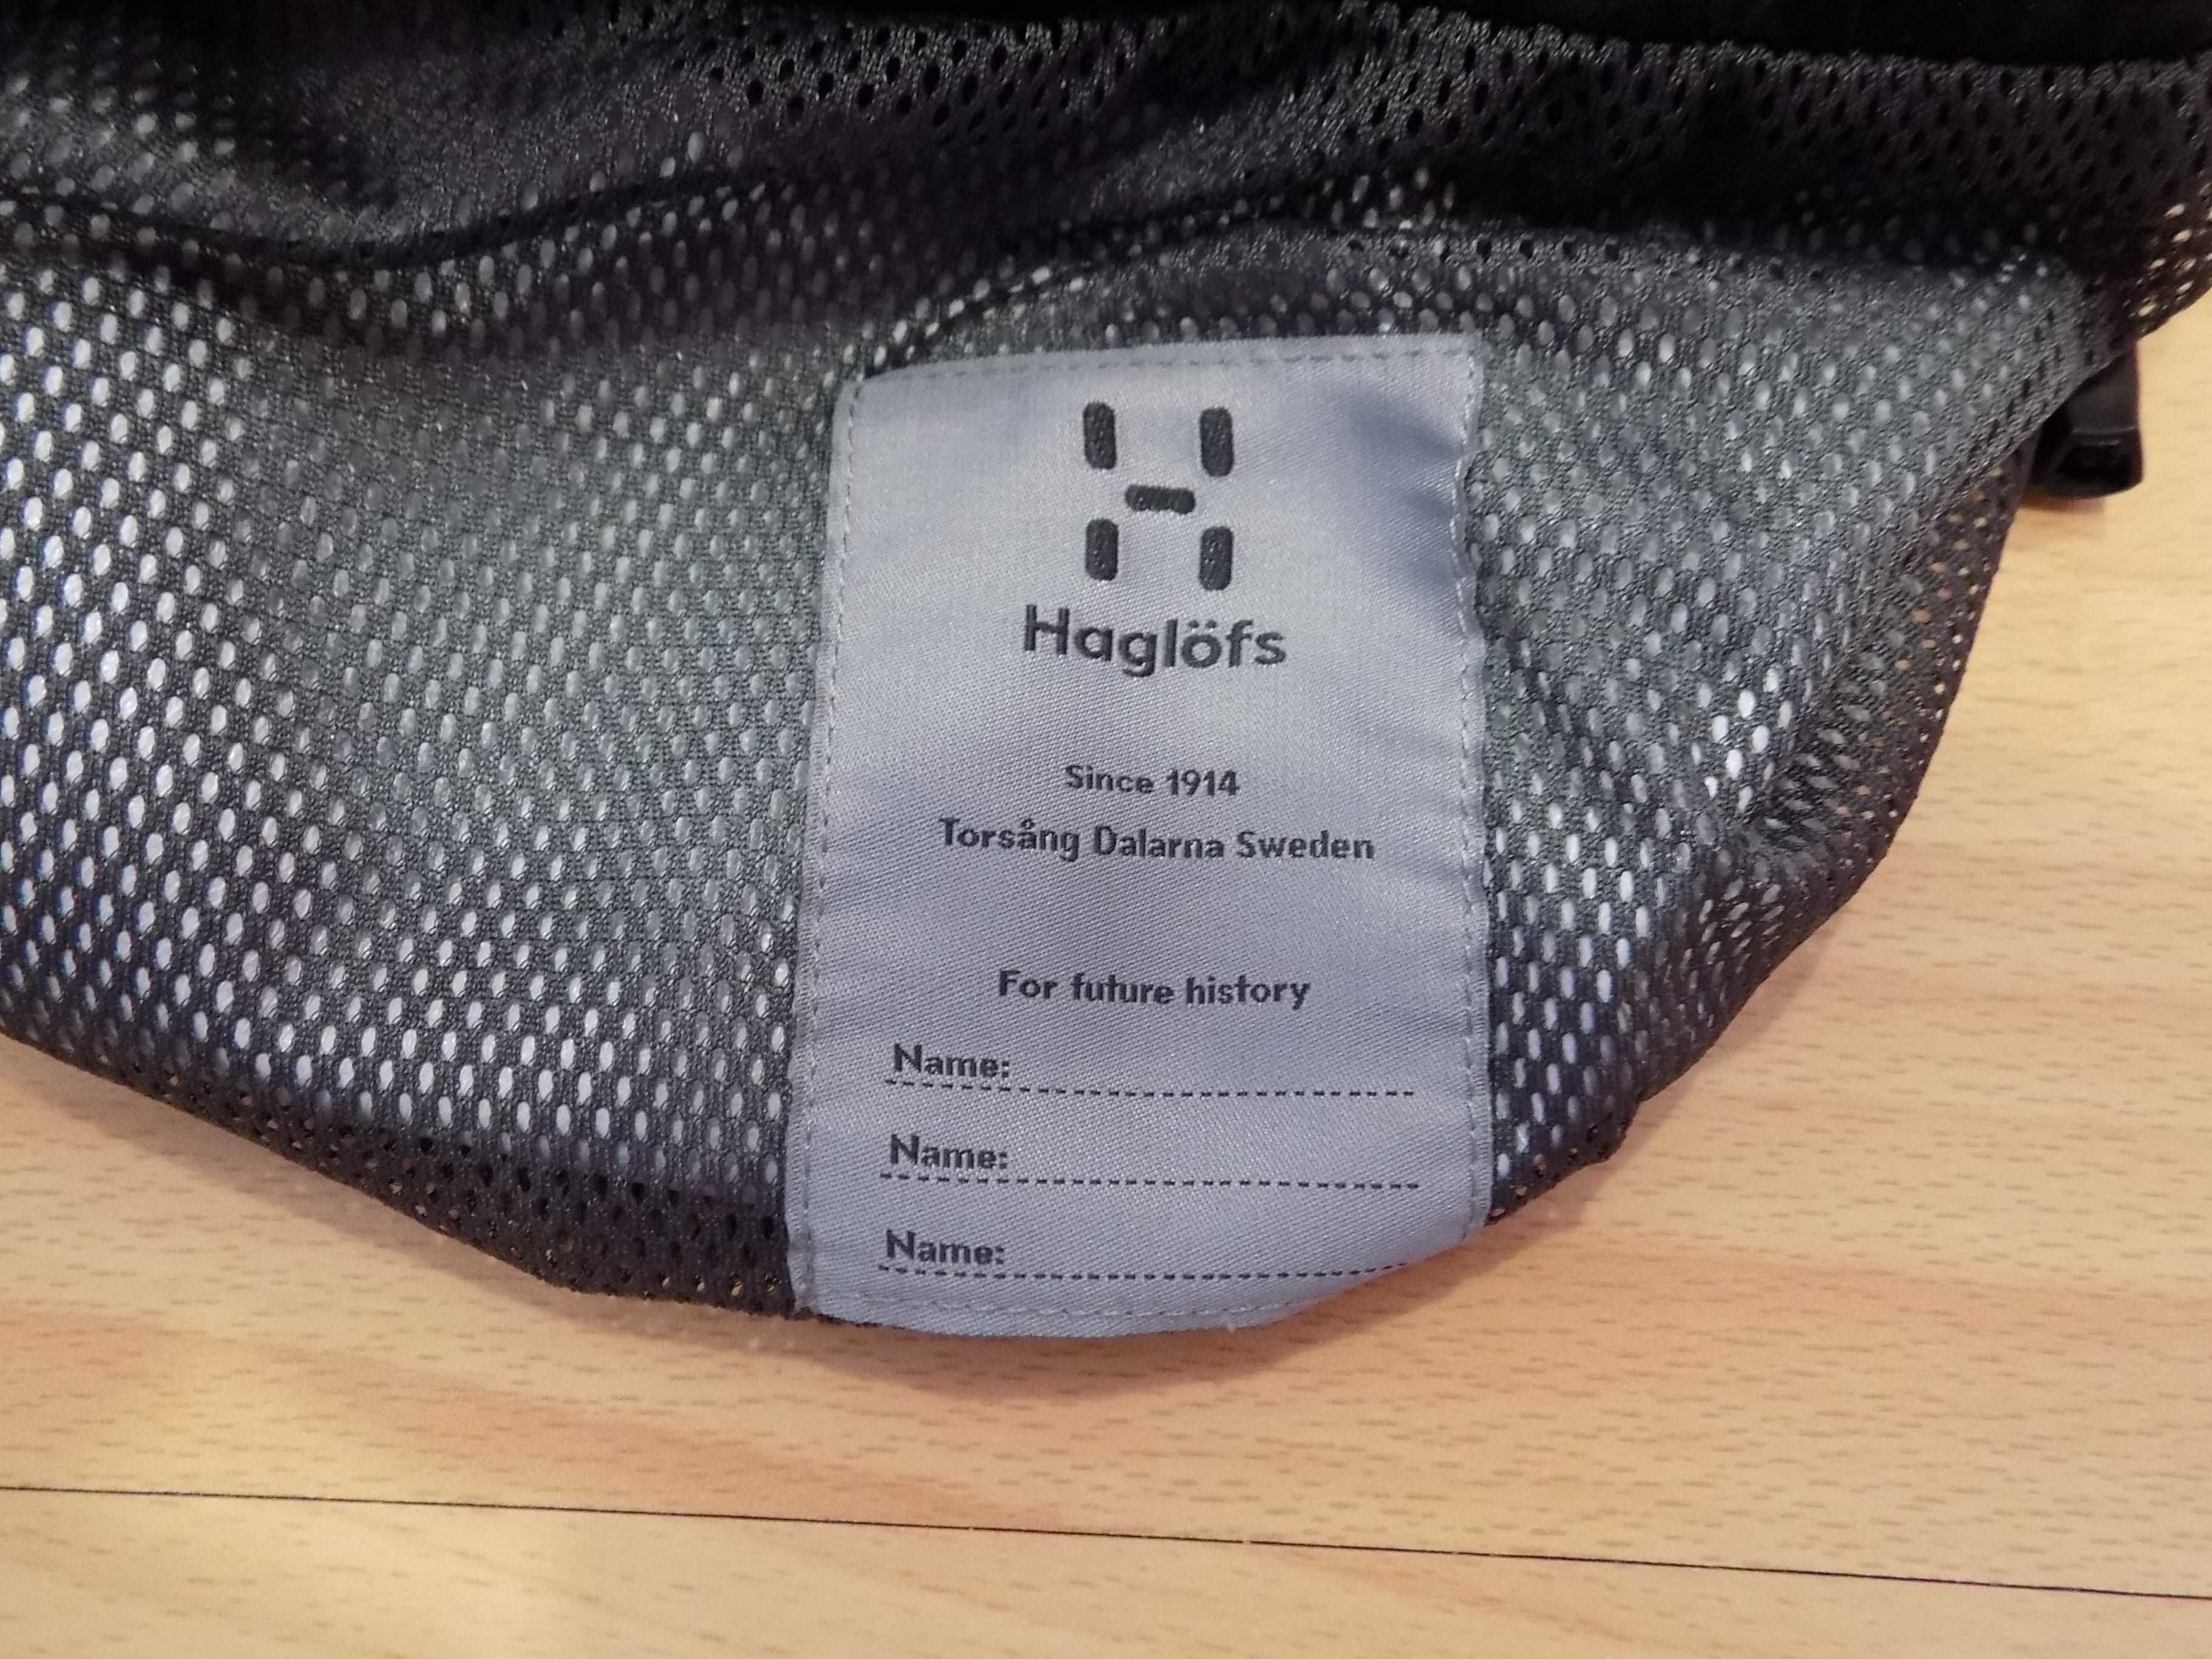 Haglöfs
Since 1914
Torsång Dalarna Sweden
For future history
Name:
Name:
Name: